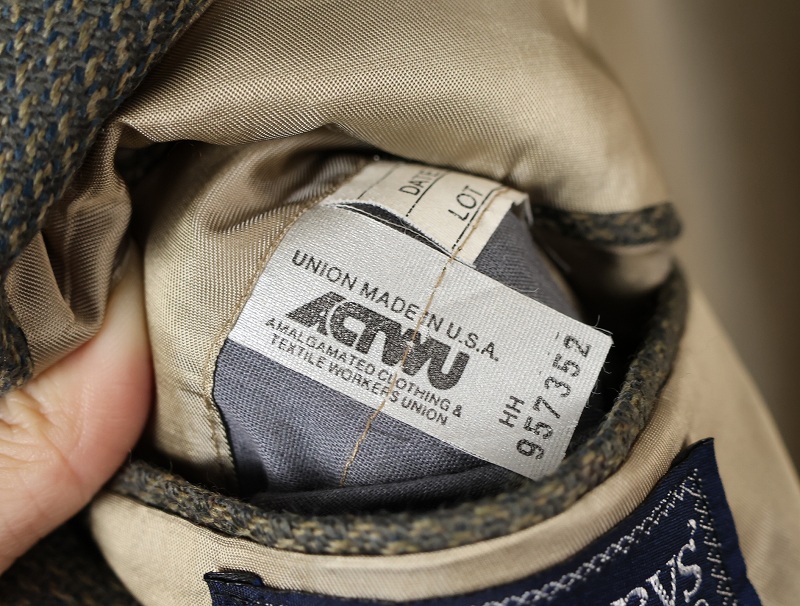 DATE
LOT
UNION MADE IN U.S.A.
ACTWU
AMALGAMATED CLOTHING &
TEXTILE WORKERS UNION
HH
957352